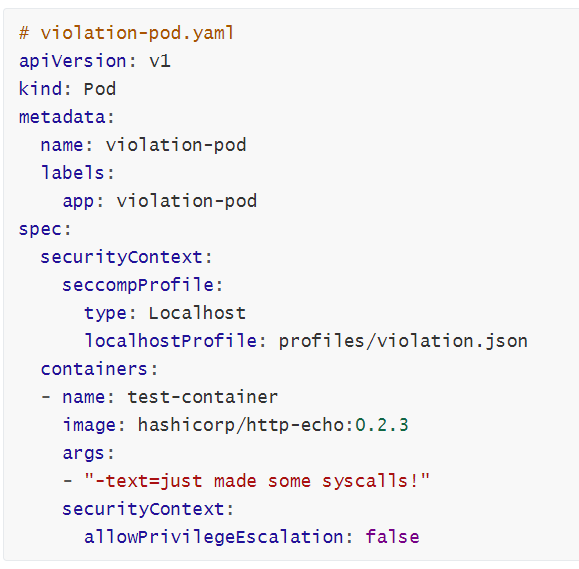 # violation-pod.yaml
apiVersion: v1
kind: Pod
metadata:
  name: violation-pod
  labels:
    app: violation-pod
spec:
  securityContext:
    seccompProfile:
      type: Localhost
      localhostProfile: profiles/violation.json
  containers:
  - name: test-container
    image: hashicorp/http-echo:0.2.3
    args:
    - "-text=just made some syscalls!"
    securityContext:
      allowPrivilegeEscalation: false